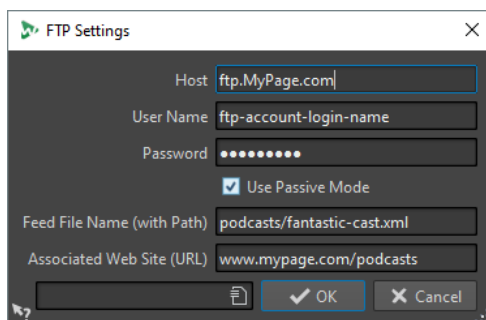 FTP Settings
Host ftp.MyPage.com
User Name ftp-account-login-name
Password •••••••••
Use Passive Mode
Feed File Name (with Path) podcasts/fantastic-cast.xml
Associated Web Site (URL) www.mypage.com/podcasts
? OK Cancel